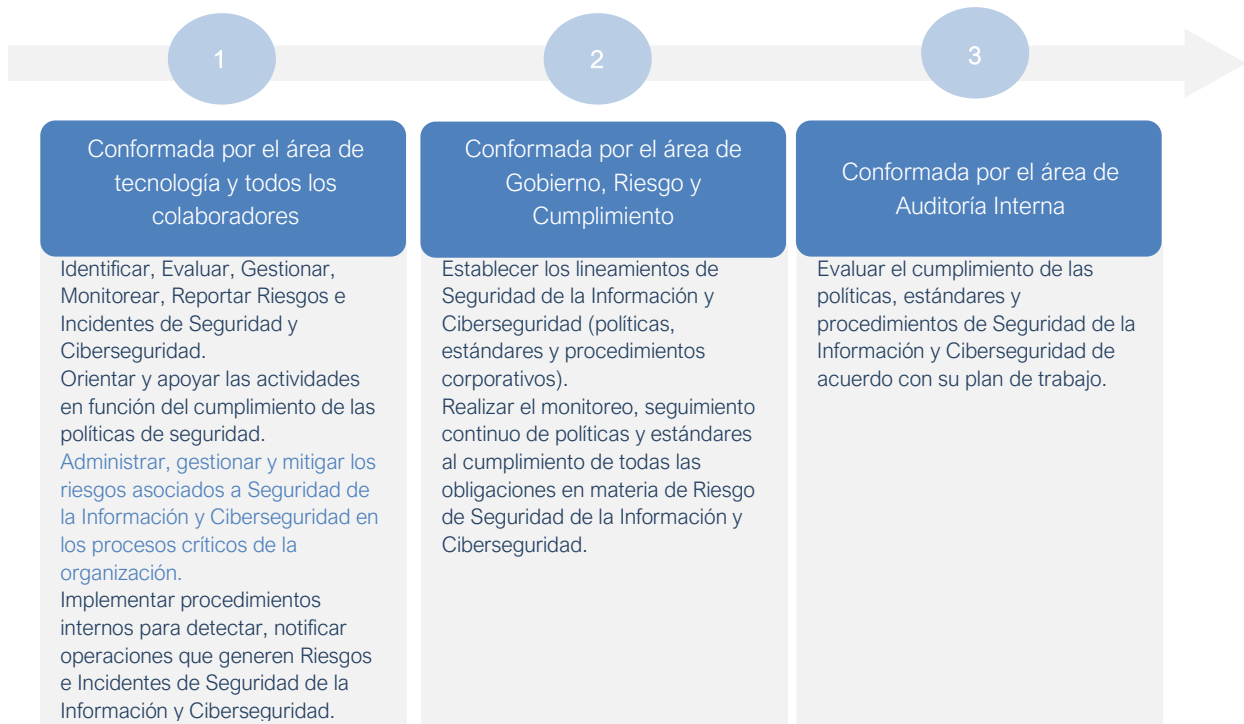 1
2
3
Conformada por el área de
tecnología y todos los
colaboradores
Identificar, Evaluar, Gestionar,
Monitorear, Reportar Riesgos e
Incidentes de Seguridad y
Ciberseguridad.
Orientar y apoyar las actividades
en función del cumplimiento de las
políticas de seguridad.
Administrar, gestionar y mitigar los
riesgos asociados a Seguridad de
la Información y Ciberseguridad en
los procesos críticos de la
organización.
Implementar procedimientos
internos para detectar, notificar
operaciones que generen Riesgos
e Incidentes de Seguridad de la
Información y Ciberseguridad.
Conformada por el área de
Gobierno, Riesgo y
Cumplimiento
Establecer los lineamientos de
Seguridad de la Información y
Ciberseguridad (políticas,
estándares y procedimientos
corporativos).
Realizar el monitoreo, seguimiento
continuo de políticas y estándares
al cumplimiento de todas las
obligaciones en materia de Riesgo
de Seguridad de la Información y
Ciberseguridad.
Conformada por el área de
Auditoría Interna
Evaluar el cumplimiento de las
políticas, estándares y
procedimientos de Seguridad de la
Información y Ciberseguridad de
acuerdo con su plan de trabajo.